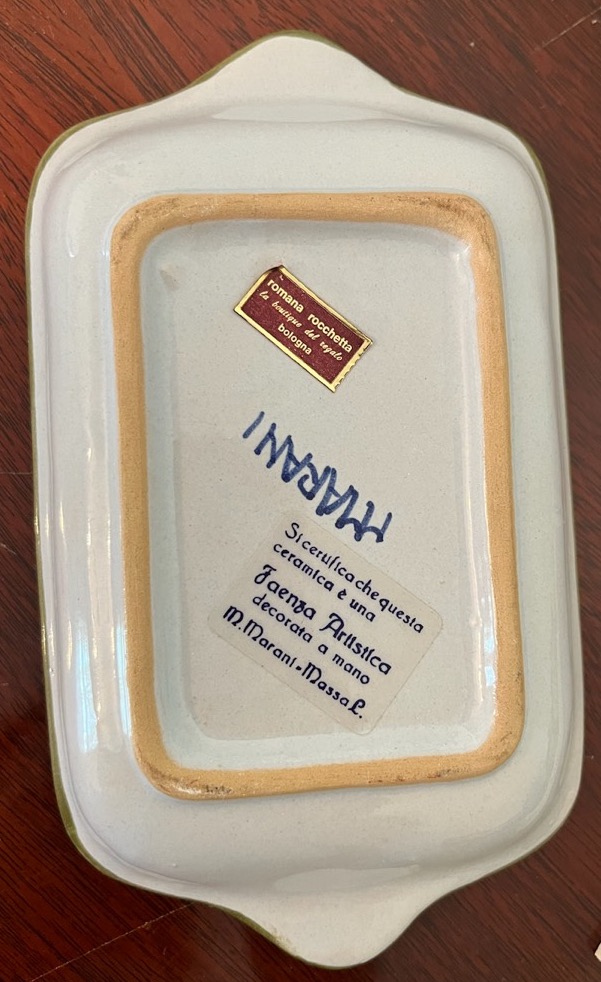 romana rocchetta
la boutique del regalo
bologna
MARANI
Si certifica che questa
ceramica è una
Faenza Artistica
decorata a mano
M. Marani - Massa L.